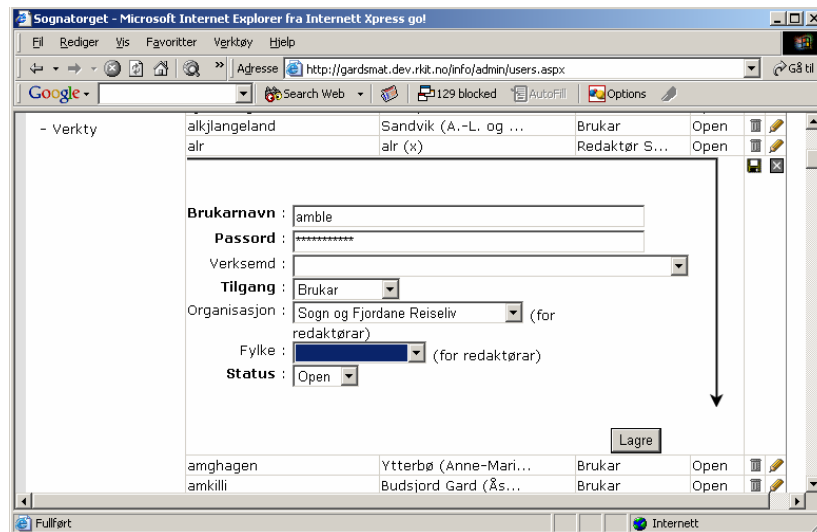 Sognatorget - Microsoft Internet Explorer fra Internett Xpress go!
Fil Rediger Vis Favoritter Verktøy Hjelp
» Adresse http://gardsmat.dev.rkit.no/info/admin/users.aspx Gå til
Google - Search Web - 129 blocked AutoFill Options
- Verkty
alkjlangeland Sandvik (A.-L. og ... Brukar Open
alr alr (x) Redaktør S... Open
Brukarnavn : amble
Passord : ***********
Verksemd :
Tilgang : Brukar
Organisasjon : Sogn og Fjordane Reiseliv (for
redaktørar)
Fylke : (for redaktørar)
Status : Open
Lagre
amghagen Ytterbø (Anne-Mari... Brukar Open
amkilli Budsjord Gard (Ås... Brukar Open
Fullført Internett